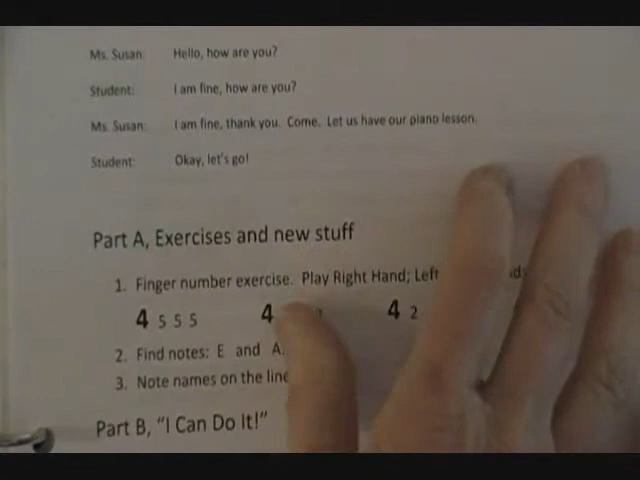 Ms. Susan: Hello, how are you?
Student: I am fine, how are you?
Ms. Susan: I am fine, thank you. Come. Let us have our piano lesson.
Student: Okay, let's go!
Part A, Exercises and new stuff
1. Finger number exercise. Play Right Hand; Left
4 5 5 5 4 4 2
2. Find notes: E and A.
3. Note names on the line
Part B, "I Can Do It!"